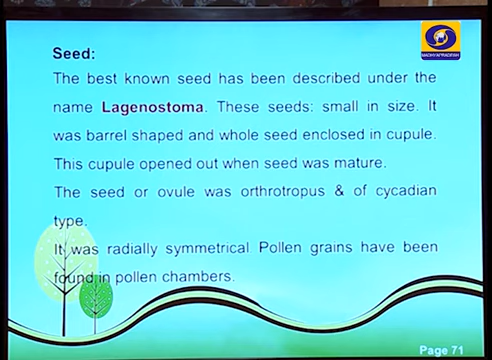 Seed:
The best known seed has been described under the
name Lagenostoma. These seeds: small in size. It
was barrel shaped and whole seed enclosed in cupule.
This cupule opened out when seed was mature.
The seed or ovule was orthrotropus & of cycadian
type.
It was radially symmetrical Pollen grains have been
found in pollen chambers.
MADHYAPRADESH
Page 71